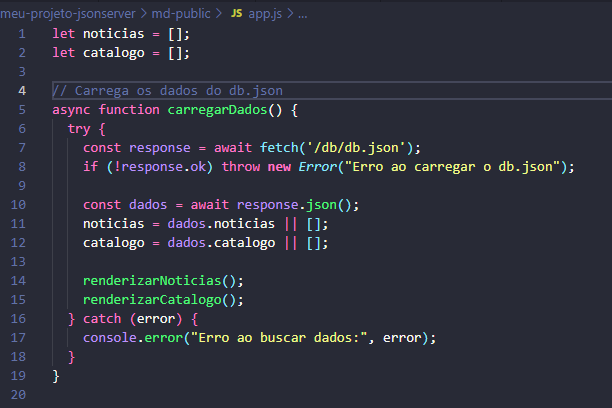 meu-projeto-jsonserver > md-public > JS app.js > ...
1 let noticias = [];
2 let catalogo = [];
3
4 // Carrega os dados do db.json
5 async function carregarDados() {
6   try {
7     const response = await fetch('/db/db.json');
8     if (!response.ok) throw new Error("Erro ao carregar o db.json");
9
10     const dados = await response.json();
11     noticias = dados.noticias || [];
12     catalogo = dados.catalogo || [];
13
14     renderizarNoticias();
15     renderizarCatalogo();
16   } catch (error) {
17     console.error("Erro ao buscar dados:", error);
18   }
19 }
20